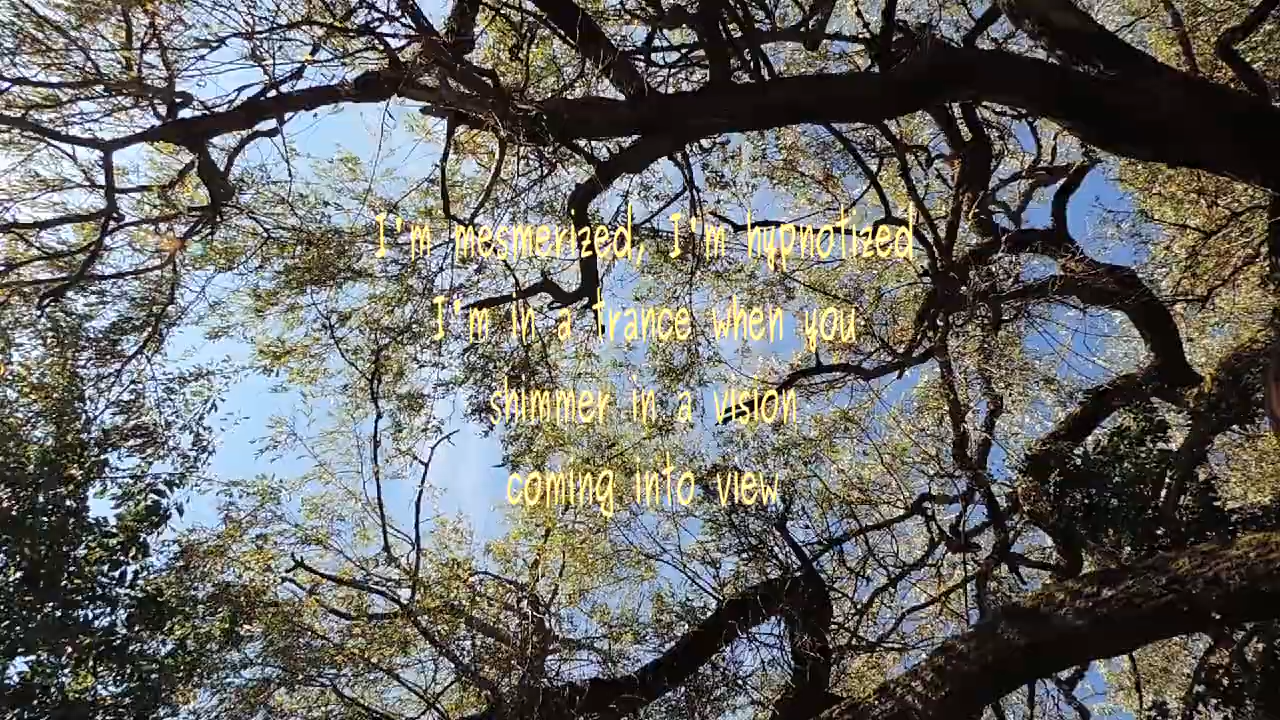 I'm mesmerized, I'm hypnotized
I'm in a trance when you
shimmer in a vision
coming into view